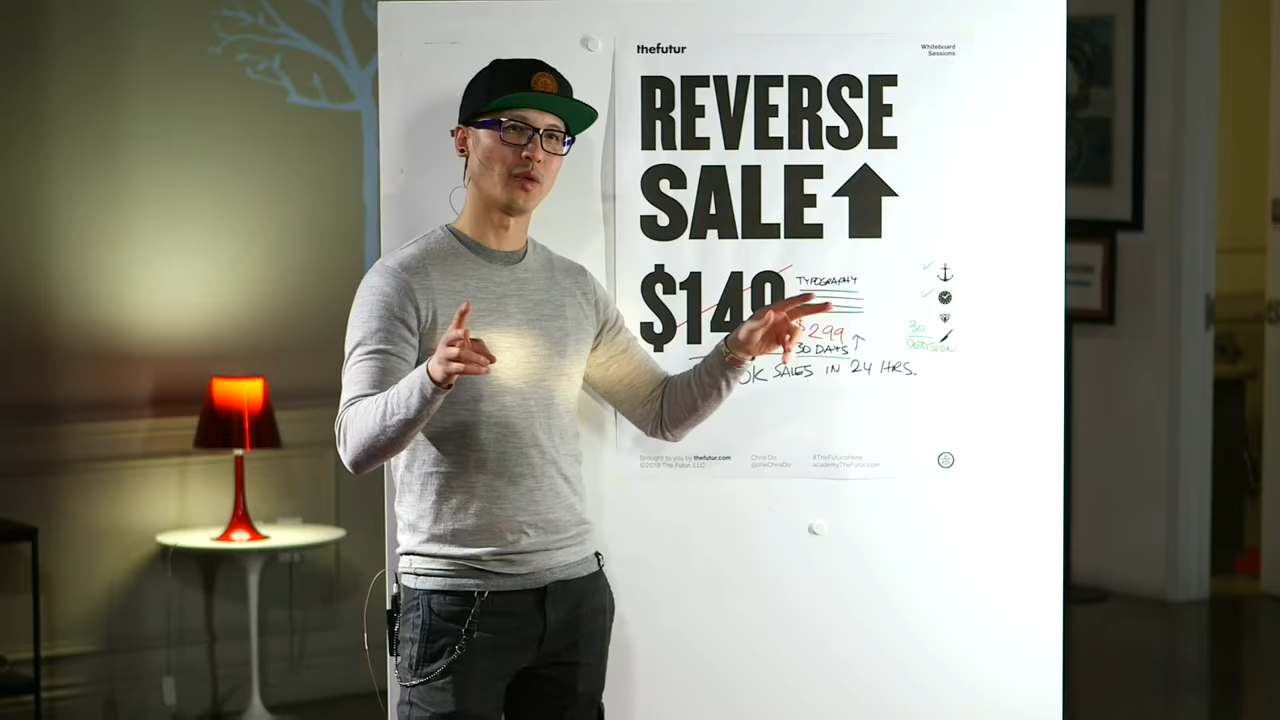 thefutur
Whiteboard
Sessions
REVERSE
SALE
$149
TYPOGRAPHY
$299
30 DAYS ↑
30
DECISION
SALES IN 24 HRS.
Brought to you by thefutur.com
©2019 The Futur, LLC
Chris Do
@theChrisDo
#TheFutureIsHere
academy.TheFutur.com